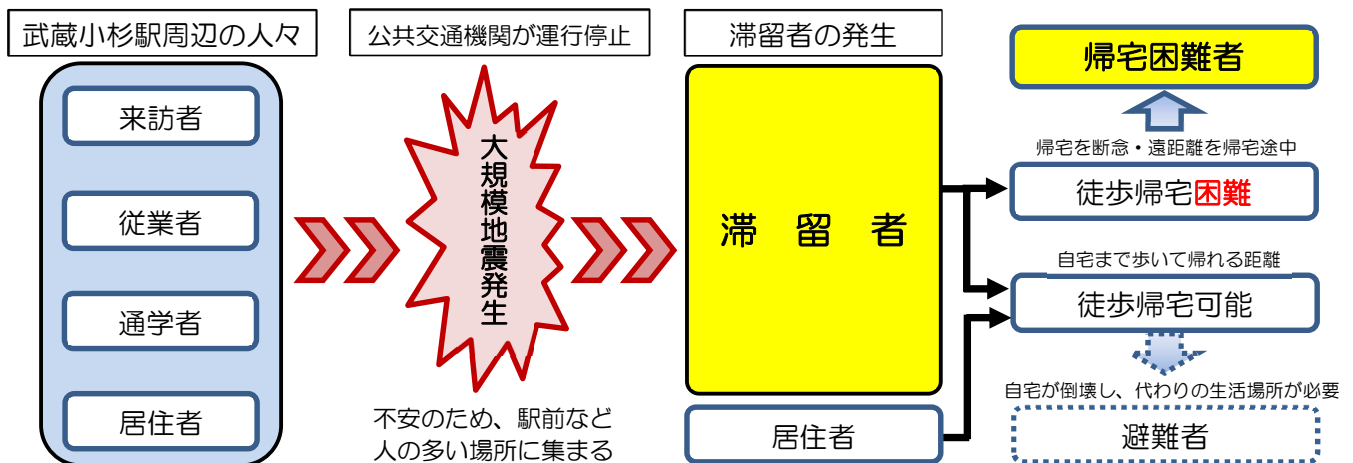 武蔵小杉駅周辺の人々
来訪者
従業者
通学者
居住者
公共交通機関が運行停止
大規模地震発生
不安のため、駅前など
人の多い場所に集まる
滞留者の発生
滞留者
居住者
帰宅困難者
帰宅を断念・遠距離を帰宅途中
徒歩帰宅困難
自宅まで歩いて帰れる距離
徒歩帰宅可能
自宅が倒壊し、代わりの生活場所が必要
避難者